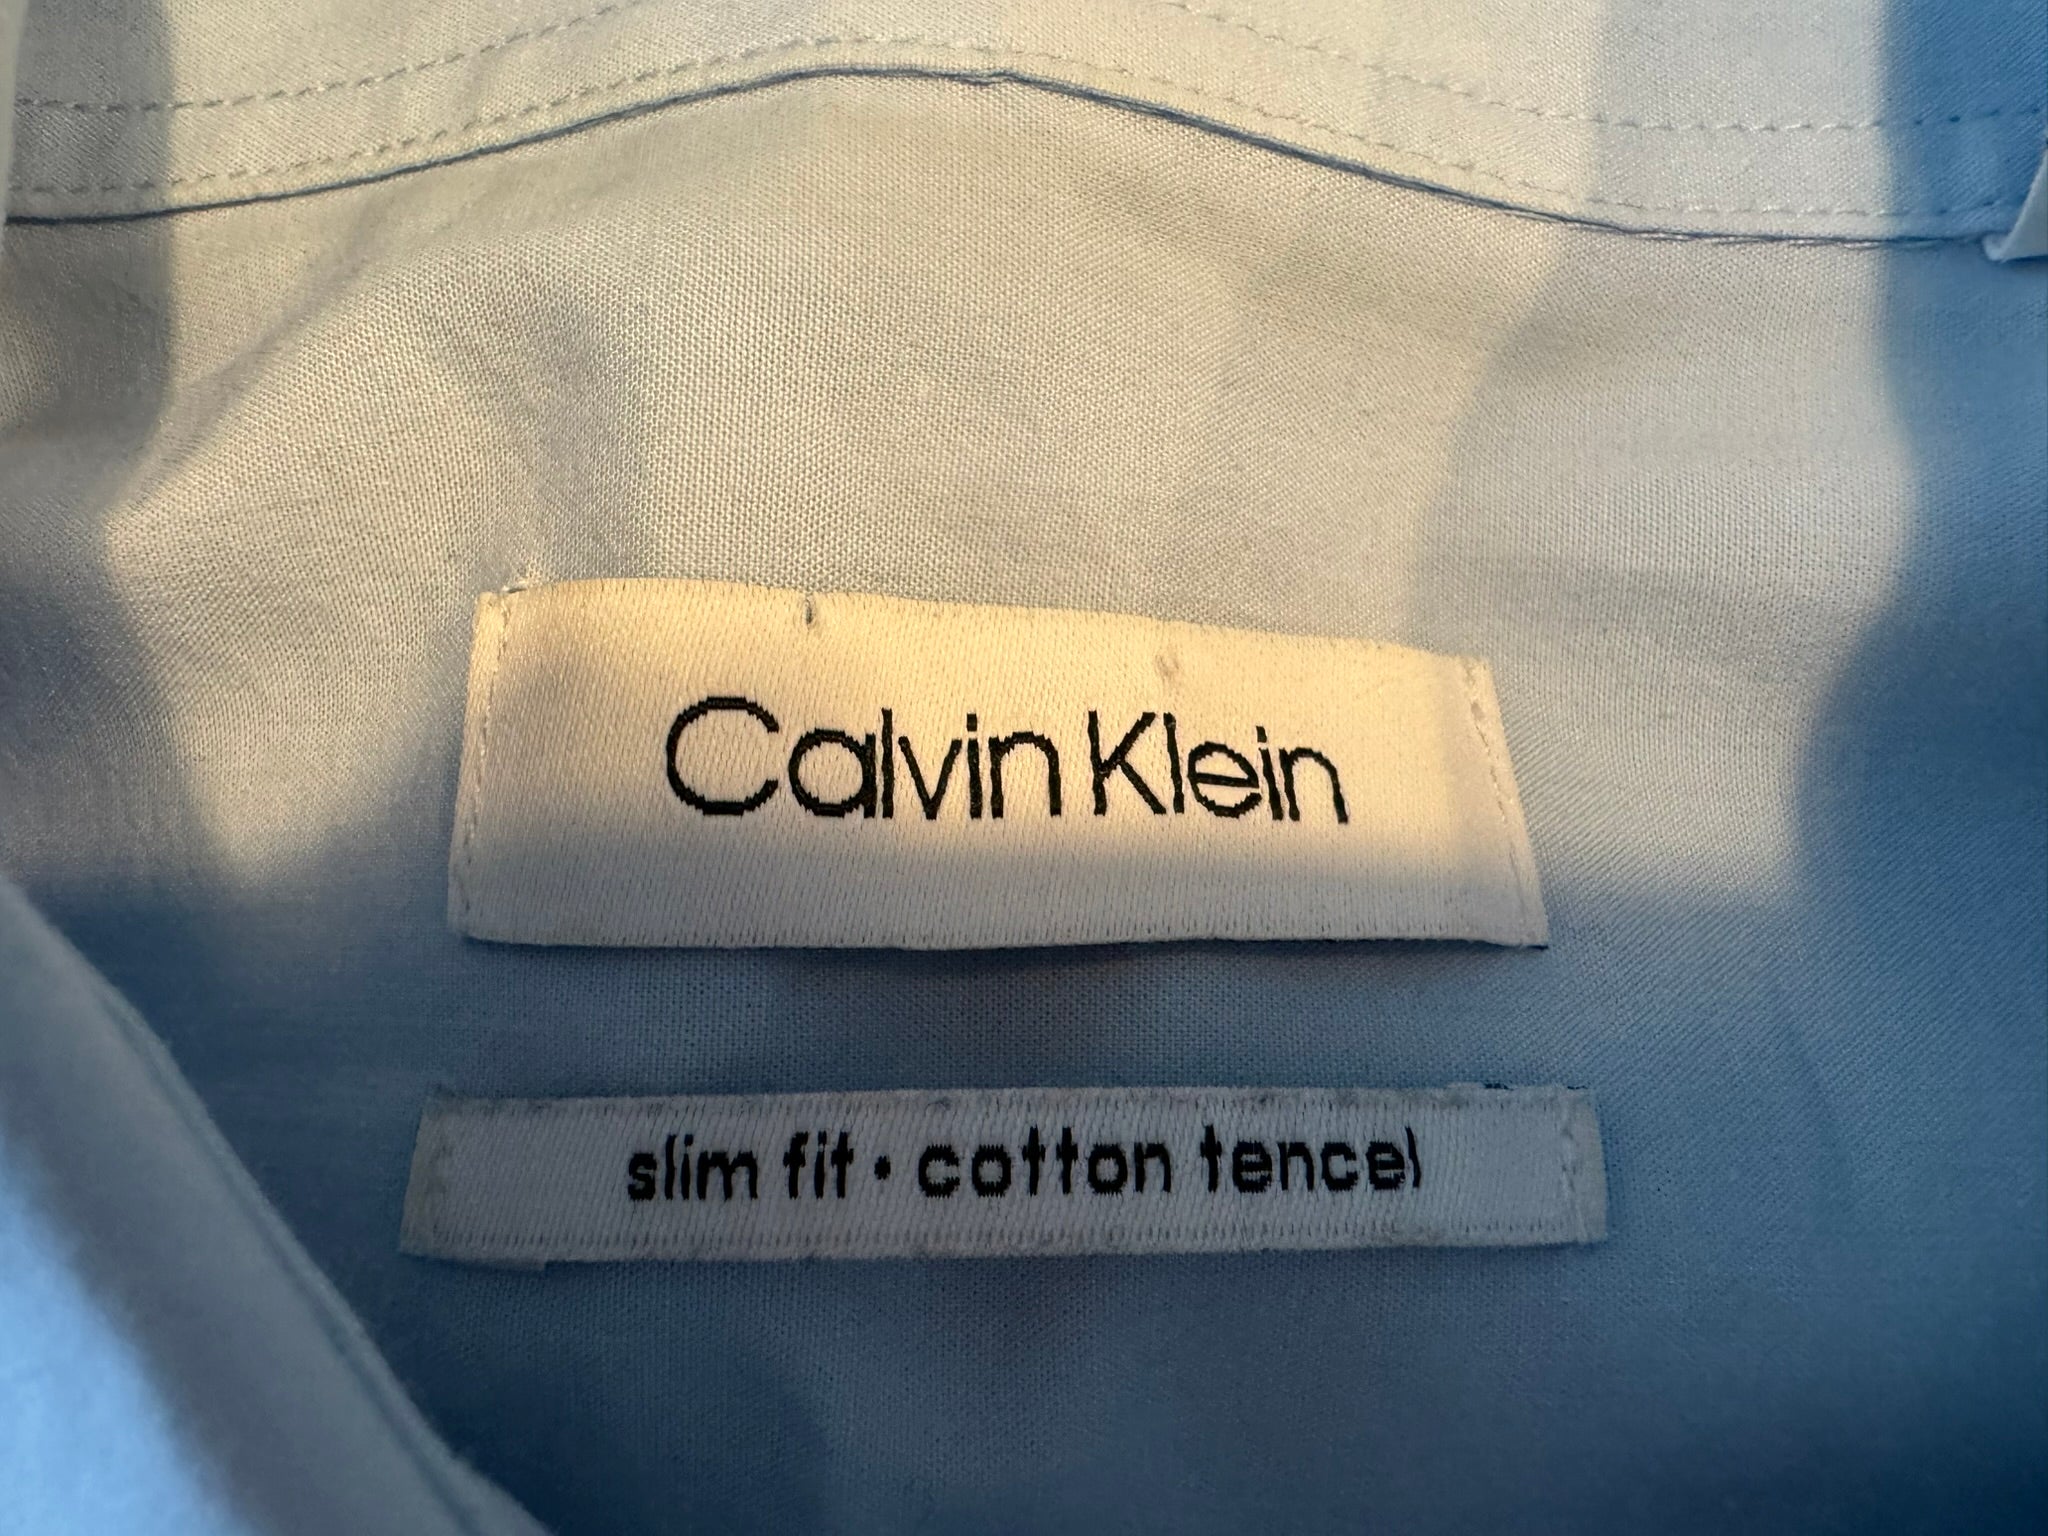 Calvin Klein
slim fit • cotton tencel